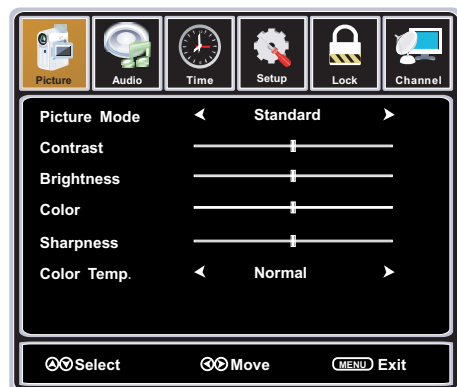 Picture Audio Time Setup Lock Channel
Picture Mode Standard
Contrast
Brightness
Color
Sharpness
Color Temp. Normal
Select Move MENU Exit